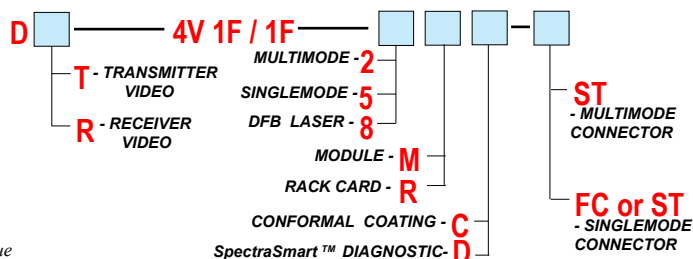 D 4V 1F / 1F -
MULTIMODE - 2
T - TRANSMITTER
VIDEO
SINGLEMODE - 5
ST
- MULTIMODE
CONNECTOR
R - RECEIVER
VIDEO
DFB LASER - 8
MODULE - M
RACK CARD - R
FC or ST
- SINGLEMODE
CONNECTOR
CONFORMAL COATING - C
SpectraSmart ™ DIAGNOSTIC- D